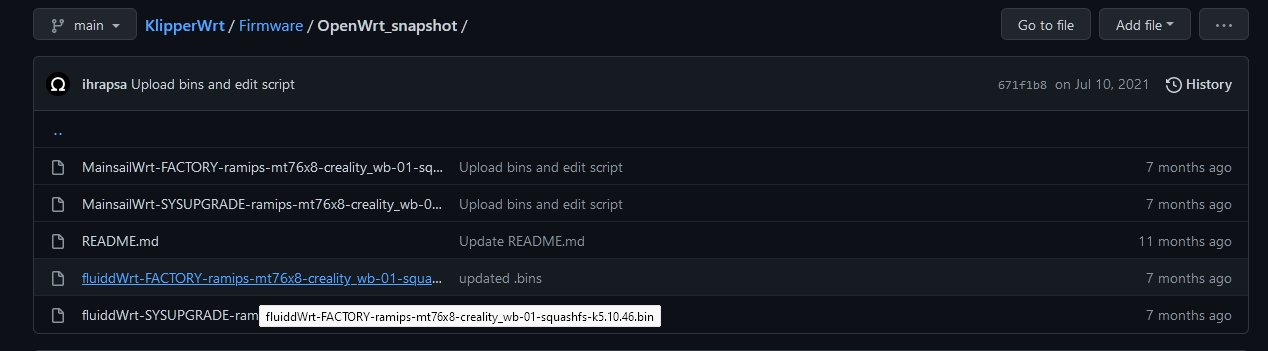 main KlipperWrt / Firmware / OpenWrt_snapshot / Go to file Add file ...
ihrapsa Upload bins and edit script 671f1b8 on Jul 10, 2021 History
..
MainsailWrt-FACTORY-ramips-mt76x8-creality_wb-01-sq... Upload bins and edit script 7 months ago
MainsailWrt-SYSUPGRADE-ramips-mt76x8-creality_wb-0... Upload bins and edit script 7 months ago
README.md Update README.md 11 months ago
fluiddWrt-FACTORY-ramips-mt76x8-creality_wb-01-squa... updated .bins 7 months ago
fluiddWrt-SYSUPGRADE-ram fluiddWrt-FACTORY-ramips-mt76x8-creality_wb-01-squashfs-k5.10.46.bin 7 months ago